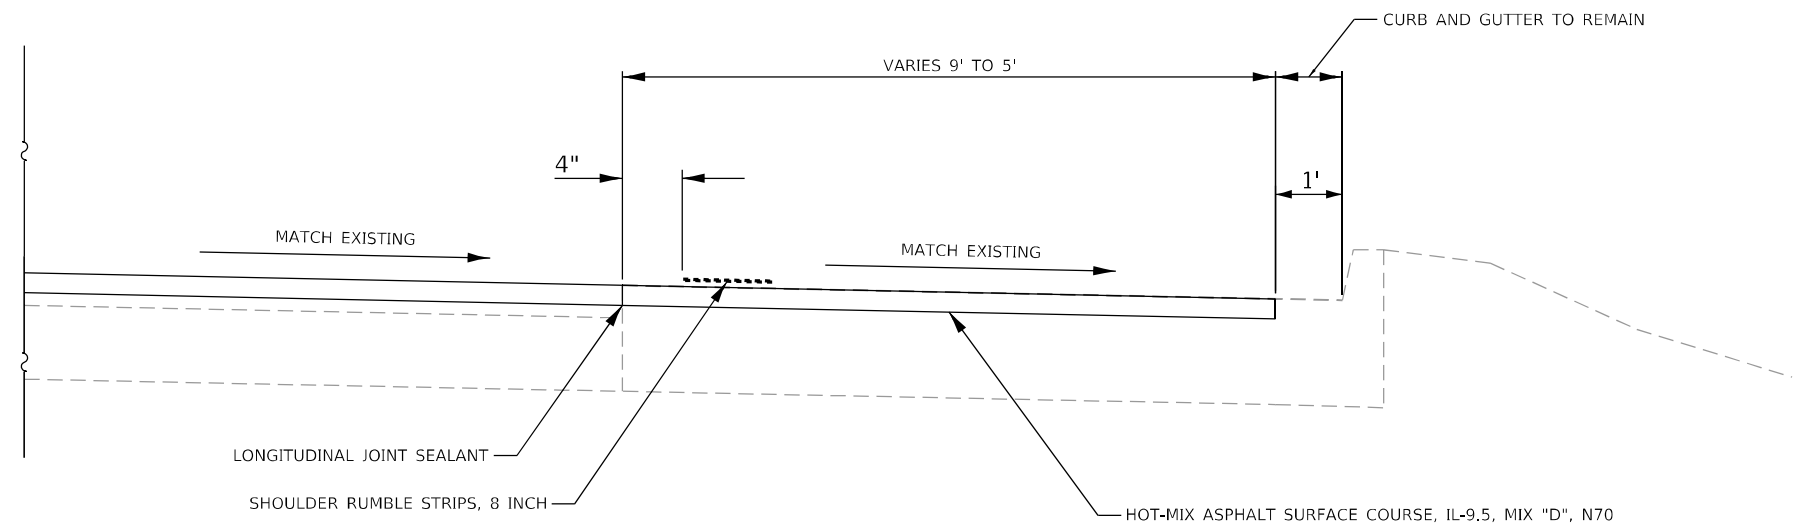 CURB AND GUTTER TO REMAIN
VARIES 9' TO 5'
4"
1'
MATCH EXISTING
MATCH EXISTING
LONGITUDINAL JOINT SEALANT
SHOULDER RUMBLE STRIPS, 8 INCH
HOT-MIX ASPHALT SURFACE COURSE, IL-9.5, MIX "D", N70